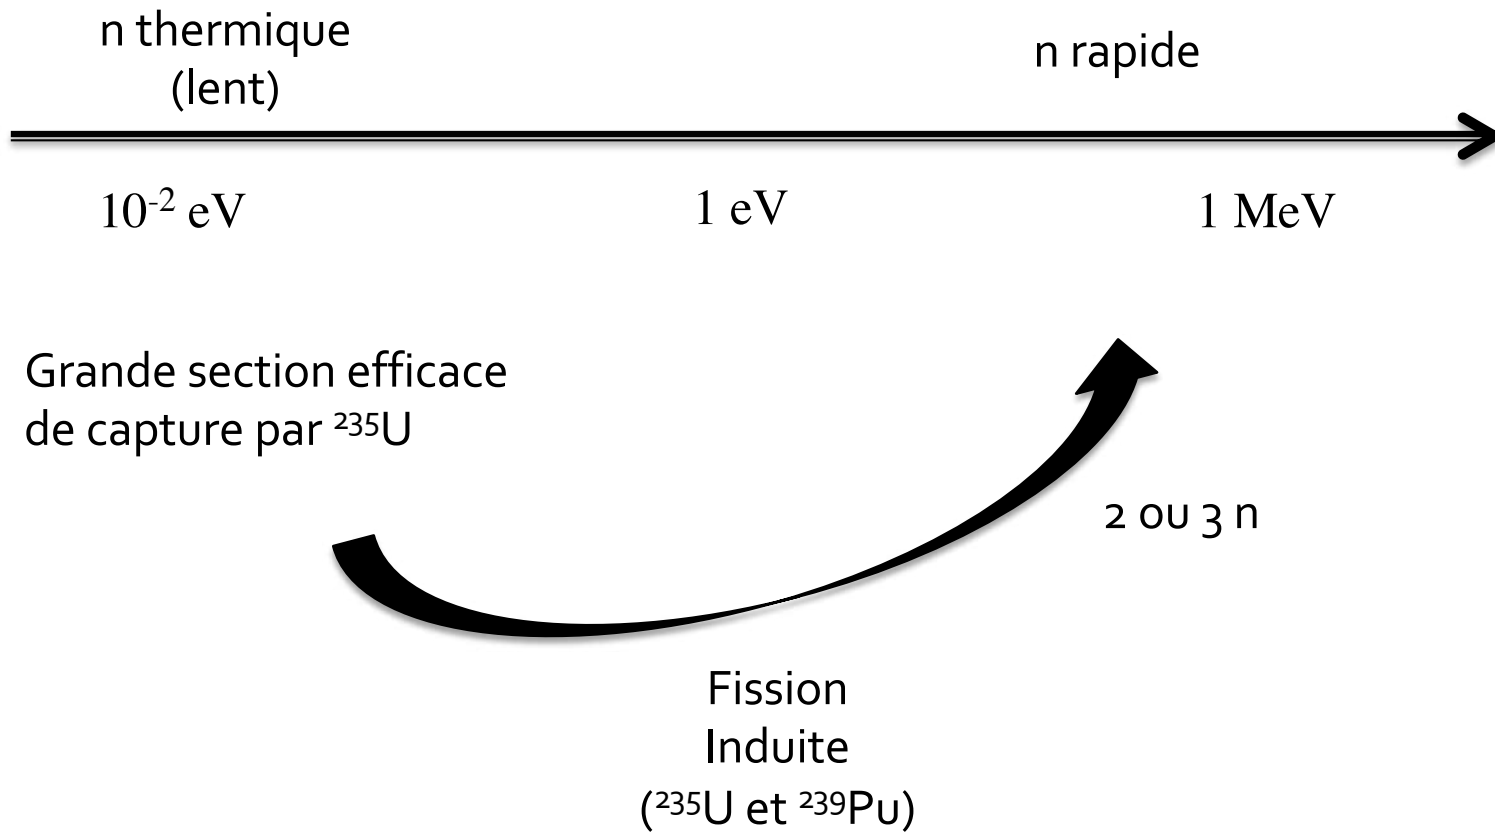 n thermique
(lent)
n rapide
10⁻² eV
1 eV
1 MeV
Grande section efficace
de capture par ²³⁵U
2 ou 3 n
Fission
Induite
(²³⁵U et ²³⁹Pu)